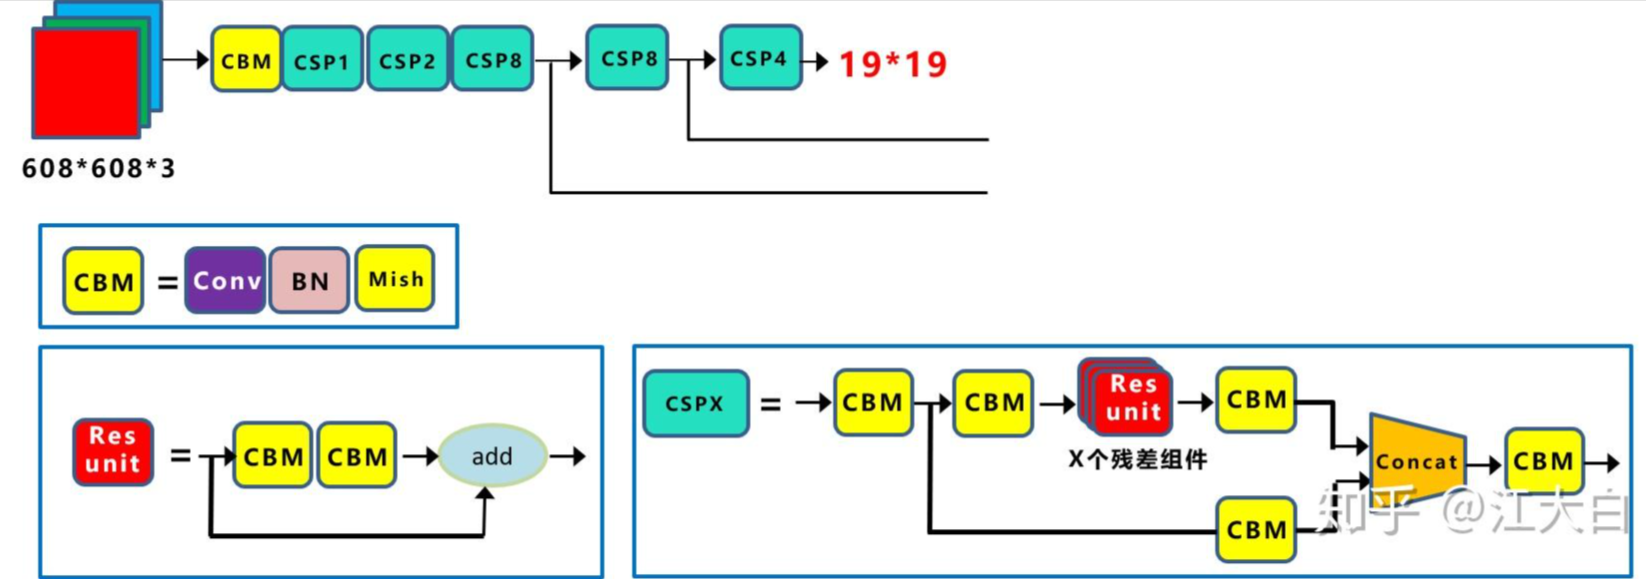 CBM CSP1 CSP2 CSP8 CSP8 CSP4 19*19
608*608*3
CBM = Conv BN Mish
Res
unit
=
CBM CBM add
CSPX = CBM CBM
Res
unit
CBM
X个残差组件
Concat CBM
CBM
知乎 @江大白